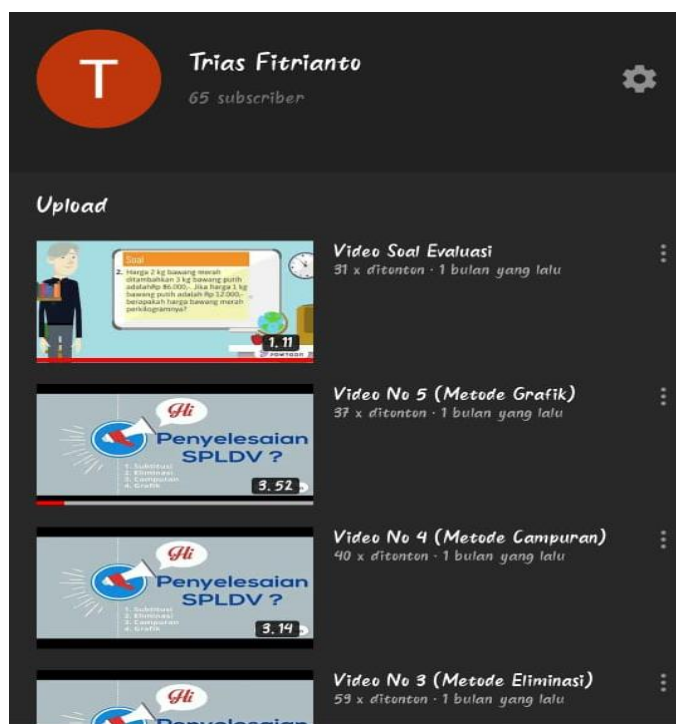 T
Trias Fitrianto
65 subscriber
Upload
Soal
2. Harga 2 kg bawang merah
ditambahkan 3 kg bawang putih
adalahRp 86.000,-. Jika harga 1 kg
bawang putih adalah Rp 12.000,-
berapakah harga bawang merah
perkilogramnya?
1.11
POWTOON
Video Soal Evaluasi
31 x ditonton · 1 bulan yang lalu
Hi
Penyelesaian
SPLDV ?
1. Subtitusi
2. Eliminasi
3. Campuran
4. Grafik
3.52
Video No 5 (Metode Grafik)
37 x ditonton · 1 bulan yang lalu
Hi
Penyelesaian
SPLDV ?
1. Subtitusi
2. Eliminasi
3. Campuran
4. Grafik
3.14
Video No 4 (Metode Campuran)
40 x ditonton · 1 bulan yang lalu
Hi
Penyelesaian
Video No 3 (Metode Eliminasi)
59 x ditonton · 1 bulan yang lalu